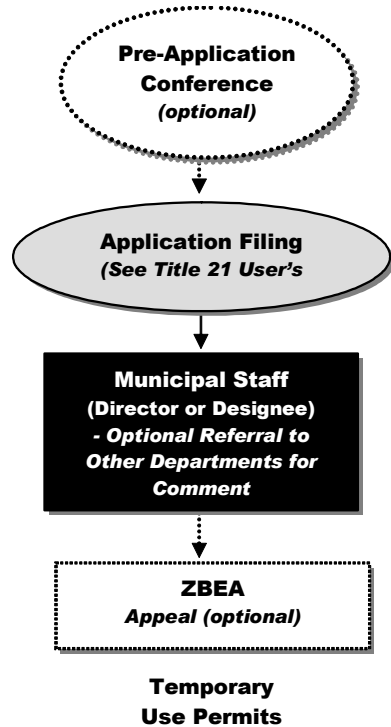 Pre-Application
Conference
(optional)
Application Filing
(See Title 21 User's
Municipal Staff
(Director or Designee)
- Optional Referral to
Other Departments for
Comment
ZBEA
Appeal (optional)
Temporary
Use Permits